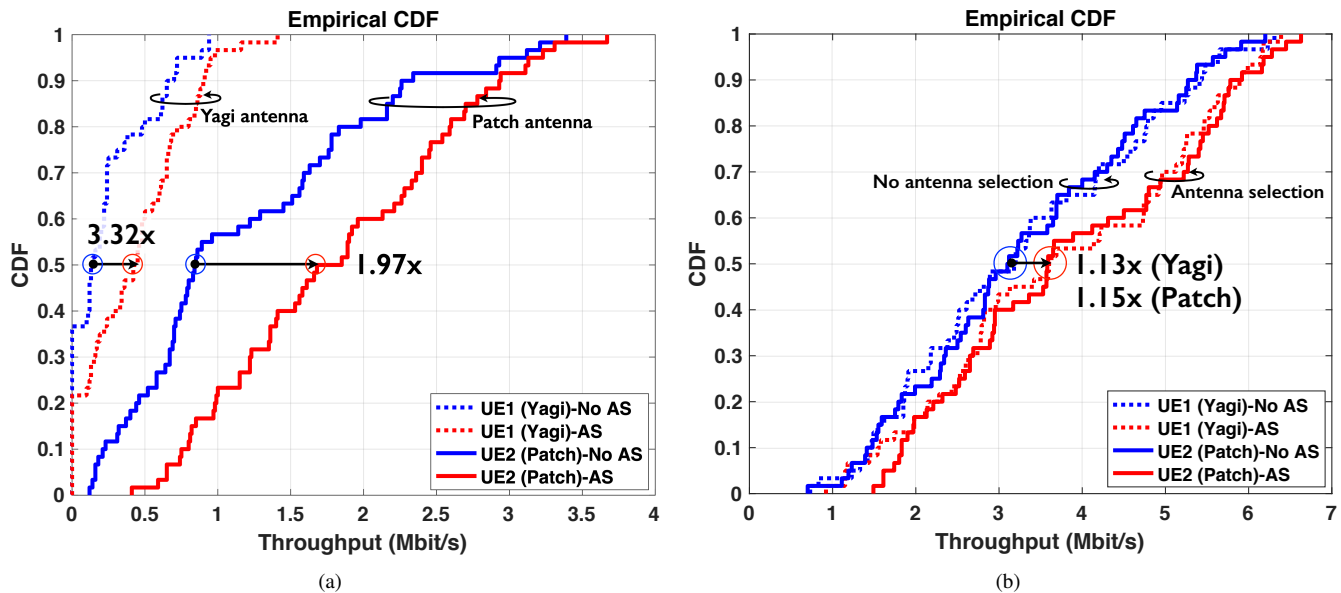 Empirical CDF
1
0.9
0.8
0.7
0.6
0.5
0.4
0.3
0.2
0.1
0
CDF
Yagi antenna
Patch antenna
3.32x
1.97x
UE1 (Yagi)-No AS
UE1 (Yagi)-AS
UE2 (Patch)-No AS
UE2 (Patch)-AS
0 0.5 1 1.5 2 2.5 3 3.5 4
Throughput (Mbit/s)
(a)
Empirical CDF
1
0.9
0.8
0.7
0.6
0.5
0.4
0.3
0.2
0.1
0
CDF
No antenna selection
Antenna selection
1.13x (Yagi)
1.15x (Patch)
UE1 (Yagi)-No AS
UE1 (Yagi)-AS
UE2 (Patch)-No AS
UE2 (Patch)-AS
0 1 2 3 4 5 6 7
Throughput (Mbit/s)
(b)